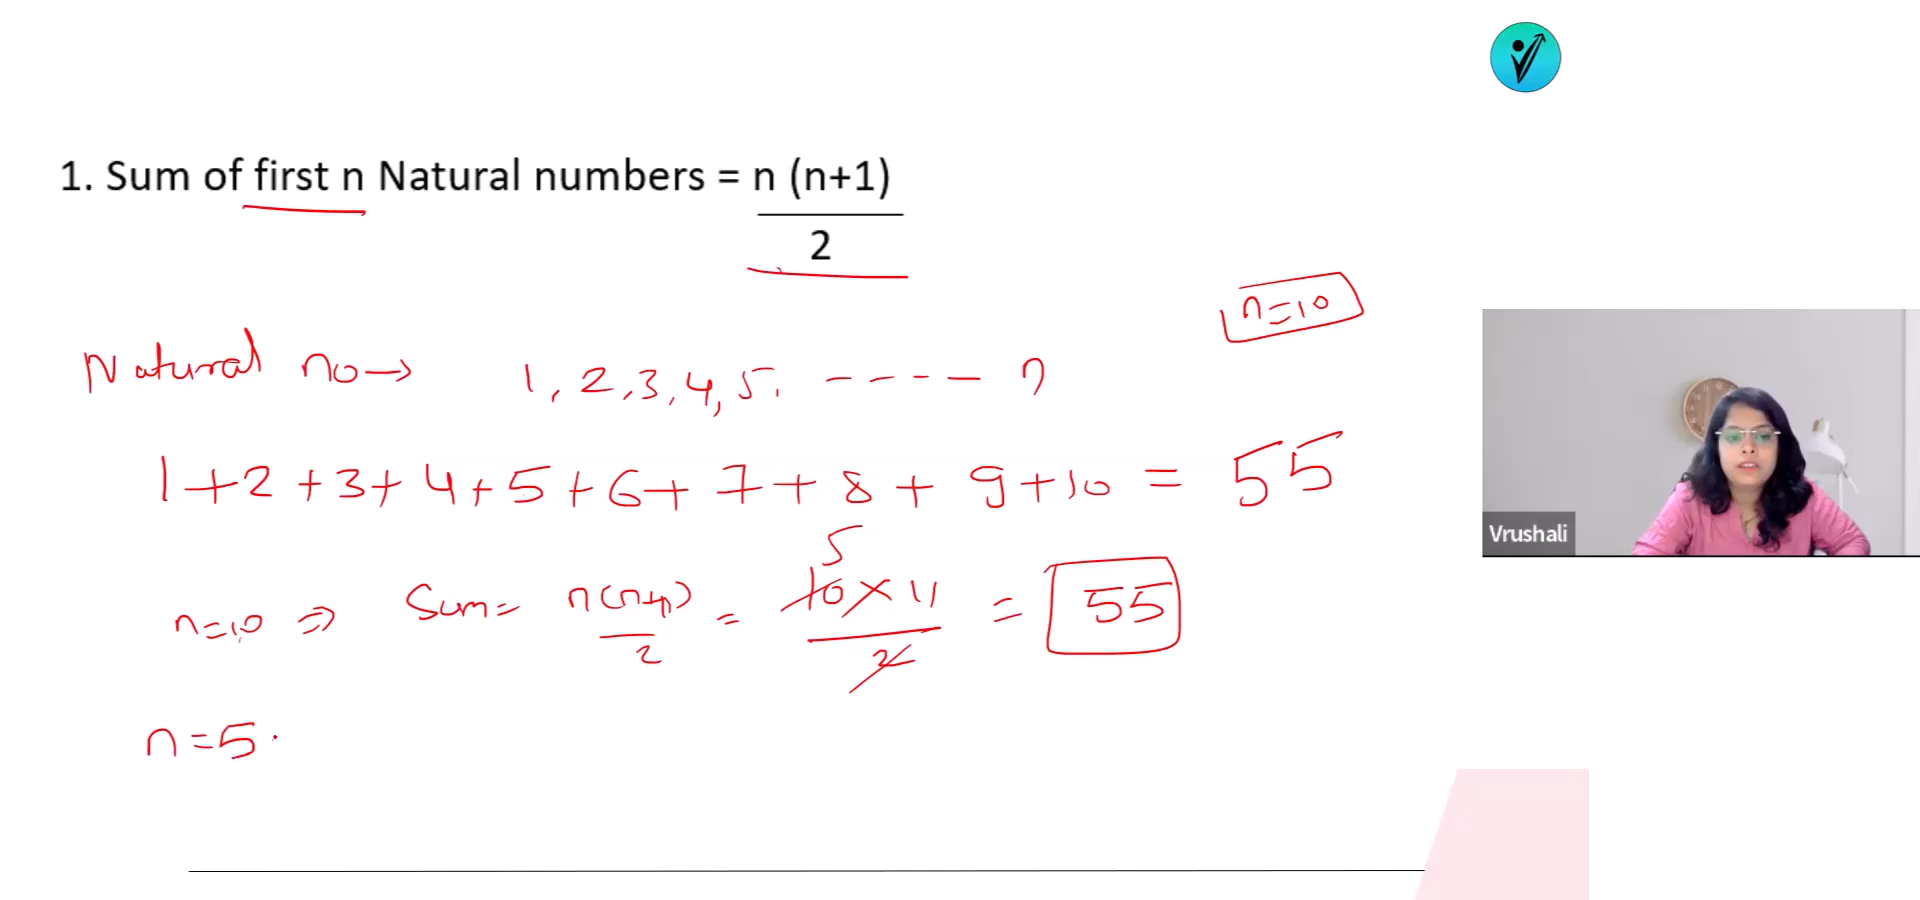 1. Sum of first n Natural numbers = n (n+1)
2
n=10
Natural no→ 1, 2, 3, 4, 5. ---- n
1+2+3+4+5+6+7+8+9+10 = 55
5
n=10 ⇒ Sum= n(n+1)/2 = 10×11/2 = 55
n=5.
Vrushali